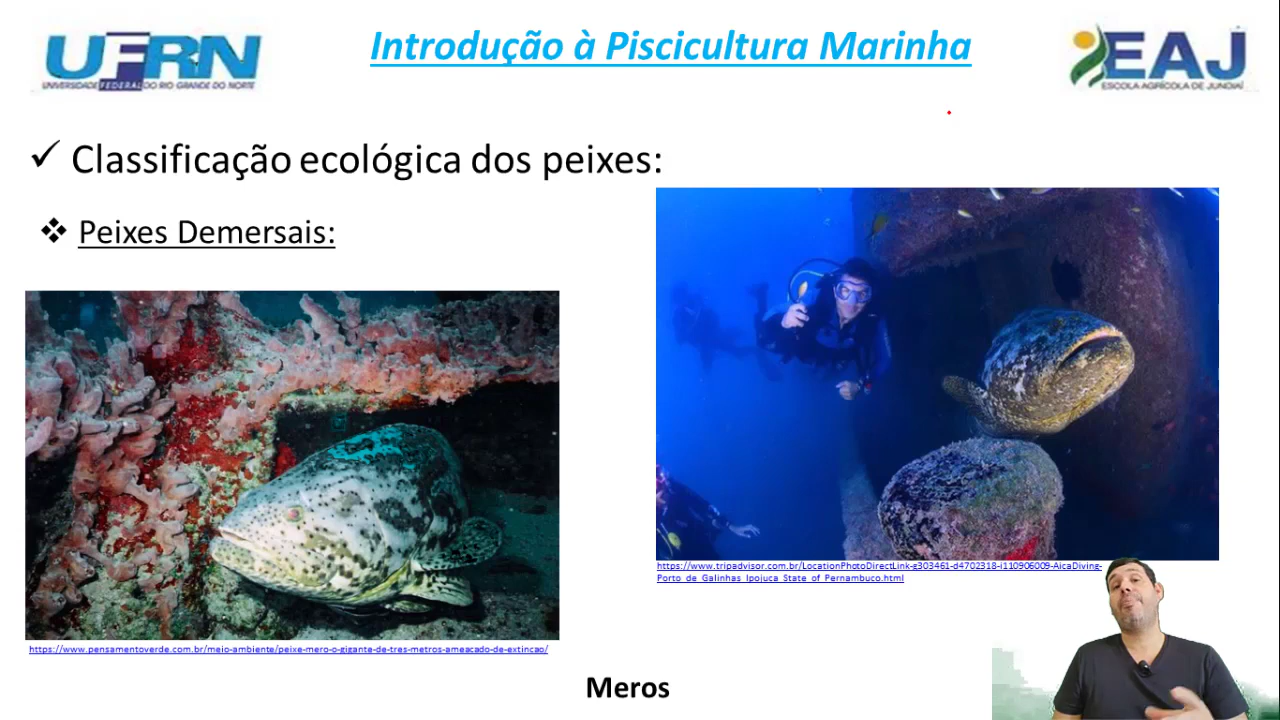 UFRN
UNIVERSIDADE FEDERAL DO RIO GRANDE DO NORTE
Introdução à Piscicultura Marinha
EAJ
ESCOLA AGRÍCOLA DE JUNDIAÍ
✓ Classificação ecológica dos peixes:
❖ Peixes Demersais:
https://www.tripadvisor.com.br/LocationPhotoDirectLink-g303461-d4702318-i110906009-AicaDiving-
Porto_de_Galinhas_Ipojuca_State_of_Pernambuco.html
https://www.pensamentoverde.com.br/meio-ambiente/peixe-mero-o-gigante-de-tres-metros-ameacado-de-extincao/
Meros